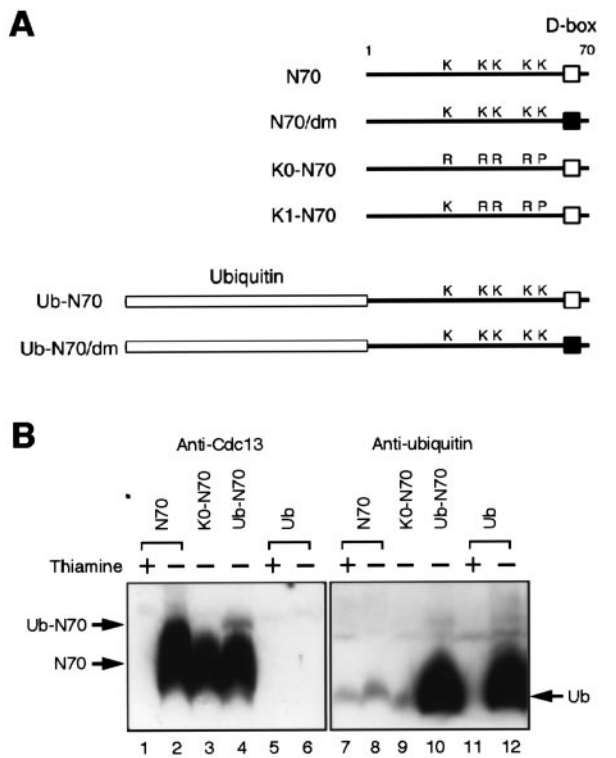 A
D-box
1 70
N70 K K K K K
N70/dm K K K K K
K0-N70 R R R R P
K1-N70 K R R R P
Ubiquitin
Ub-N70 K K K K K
Ub-N70/dm K K K K K
B
Anti-Cdc13 Anti-ubiquitin
N70 K0-N70 Ub-N70 Ub N70 K0-N70 Ub-N70 Ub
Thiamine + − − − + − + − − − + −
Ub-N70
N70
Ub
1 2 3 4 5 6 7 8 9 10 11 12